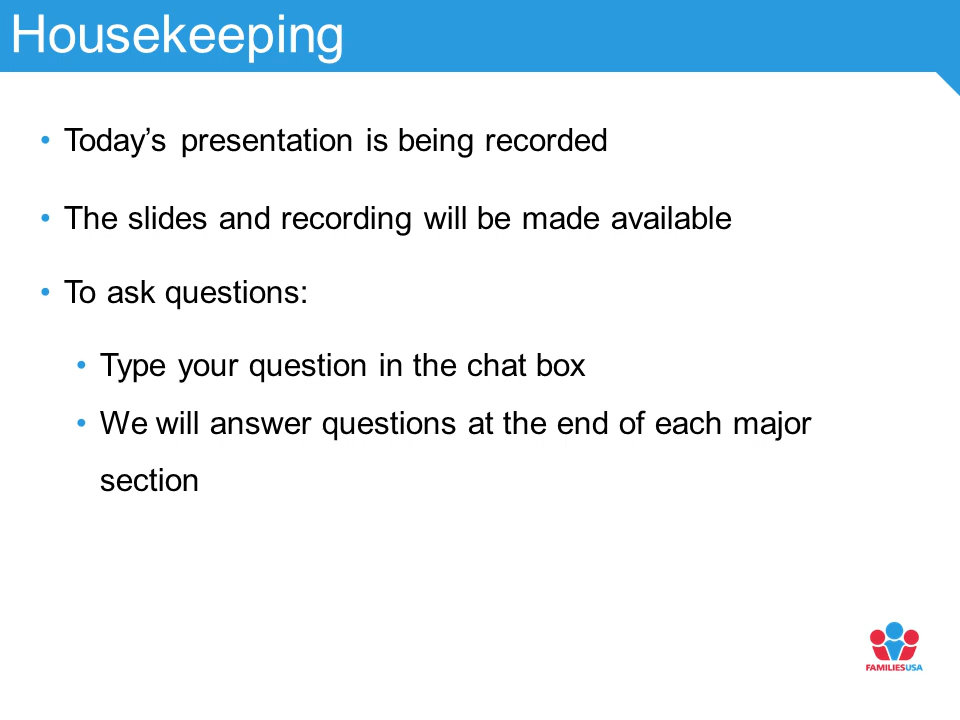 Housekeeping
• Today’s presentation is being recorded
• The slides and recording will be made available
• To ask questions:
• Type your question in the chat box
• We will answer questions at the end of each major
section
FAMILIESUSA